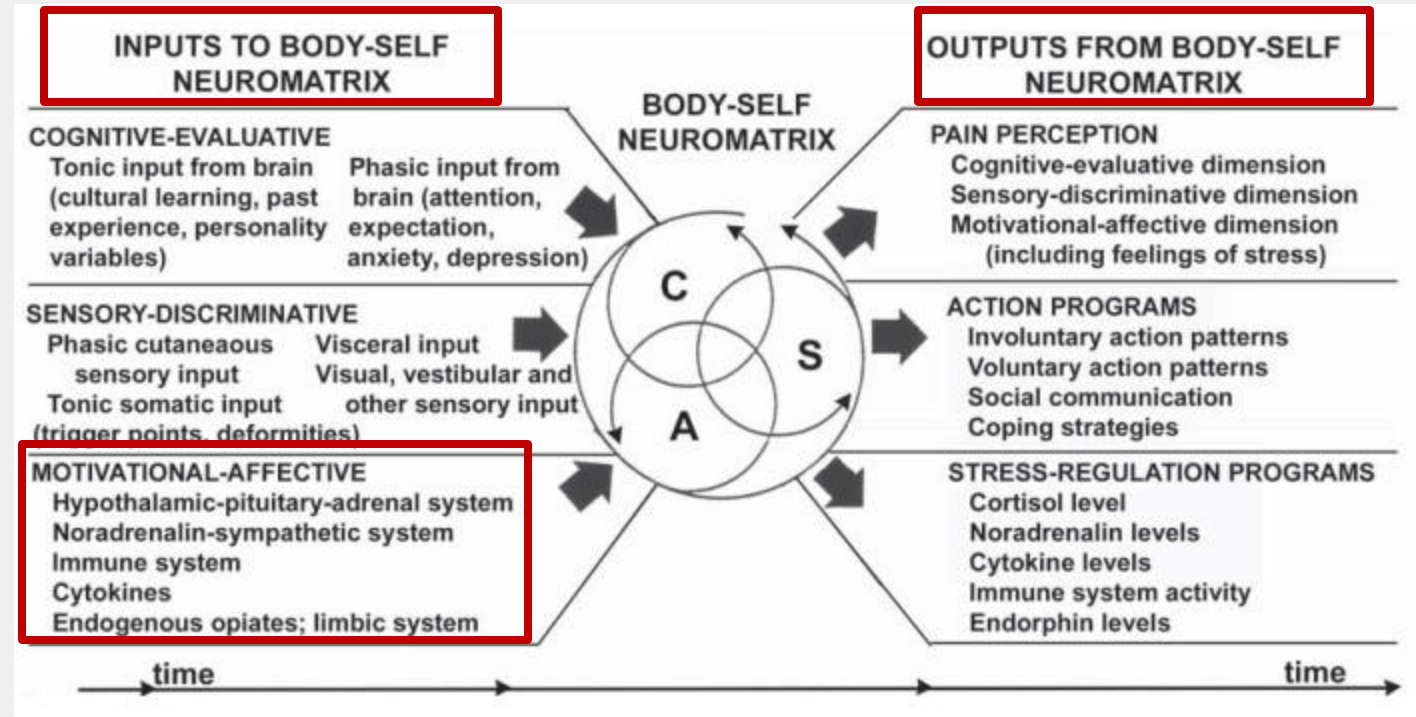 INPUTS TO BODY-SELF
NEUROMATRIX
COGNITIVE-EVALUATIVE
Tonic input from brain
(cultural learning, past
experience, personality
variables)
Phasic input from
brain (attention,
expectation,
anxiety, depression)
SENSORY-DISCRIMINATIVE
Phasic cutaneaous
sensory input
Tonic somatic input
(trigger points, deformities)
Visceral input
Visual, vestibular and
other sensory input
MOTIVATIONAL-AFFECTIVE
Hypothalamic-pituitary-adrenal system
Noradrenalin-sympathetic system
Immune system
Cytokines
Endogenous opiates; limbic system
BODY-SELF
NEUROMATRIX
C
S
A
OUTPUTS FROM BODY-SELF
NEUROMATRIX
PAIN PERCEPTION
Cognitive-evaluative dimension
Sensory-discriminative dimension
Motivational-affective dimension
(including feelings of stress)
ACTION PROGRAMS
Involuntary action patterns
Voluntary action patterns
Social communication
Coping strategies
STRESS-REGULATION PROGRAMS
Cortisol level
Noradrenalin levels
Cytokine levels
Immune system activity
Endorphin levels
time
time